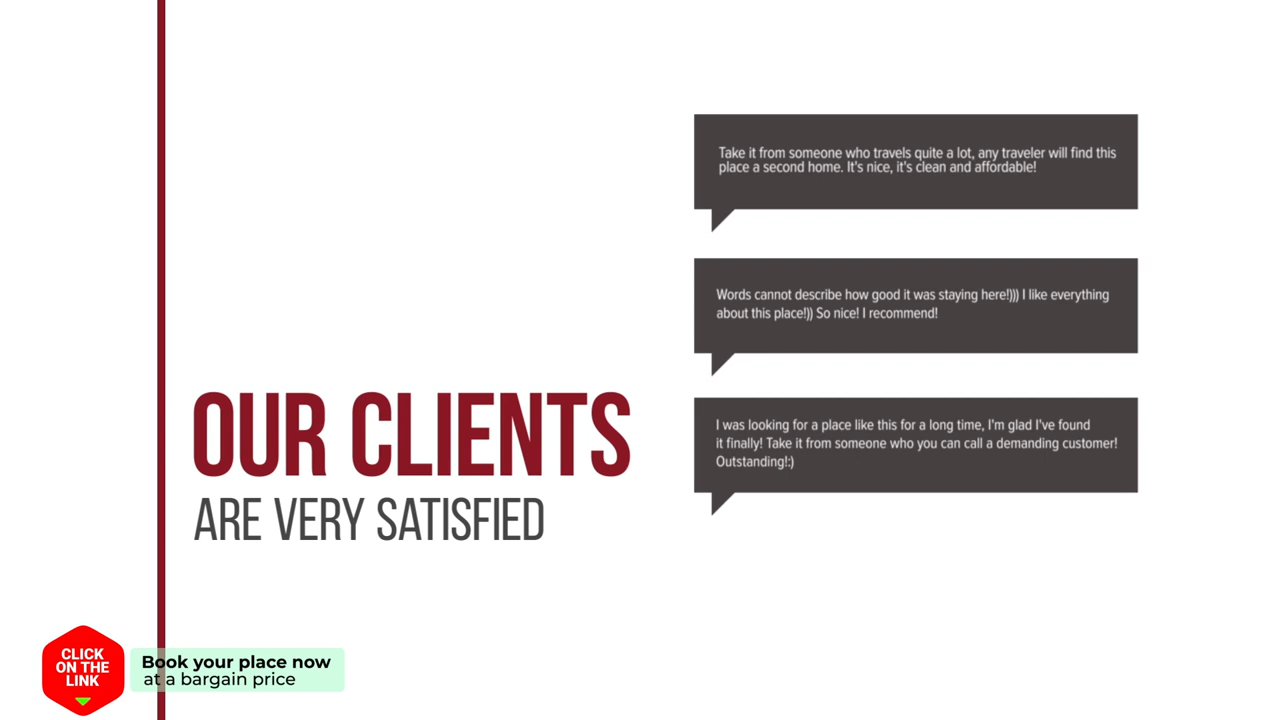 Take it from someone who travels quite a lot, any traveler will find this
place a second home. It's nice, it's clean and affordable!
Words cannot describe how good it was staying here!))) I like everything
about this place!)) So nice! I recommend!
I was looking for a place like this for a long time, I'm glad I've found
it finally! Take it from someone who you can call a demanding customer!
Outstanding!:)
OUR CLIENTS
ARE VERY SATISFIED
CLICK
ON THE
LINK
Book your place now
at a bargain price